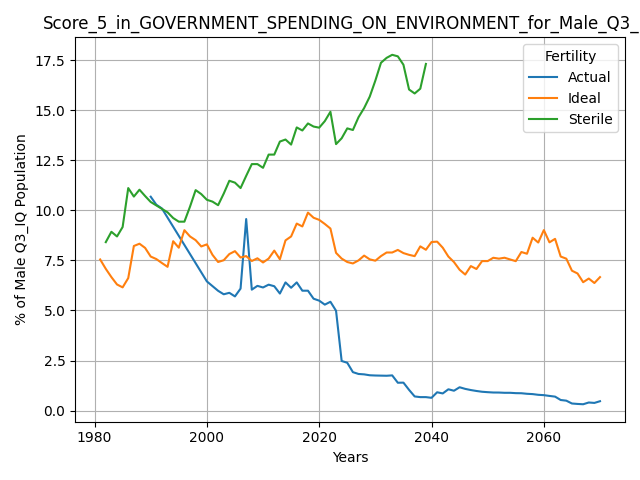 Score_5_in_GOVERNMENT_SPENDING_ON_ENVIRONMENT_for_Male_Q3_
17.5
15.0
12.5
10.0
7.5
5.0
2.5
0.0
% of Male Q3_IQ Population
Fertility
Actual
Ideal
Sterile
1980
2000
2020
2040
2060
Years